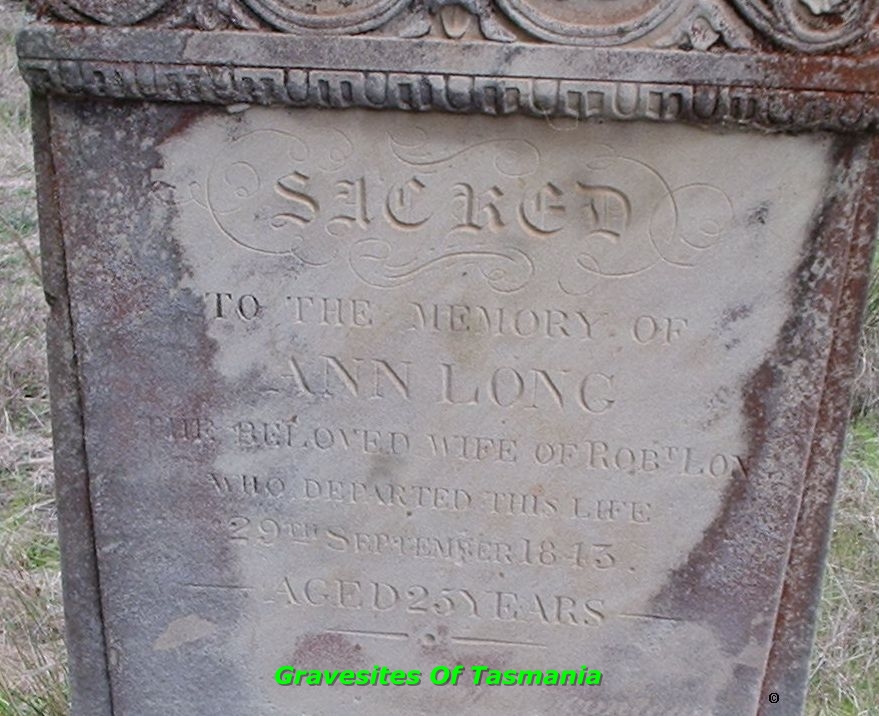 SACRED
TO THE MEMORY OF
ANN LONG
THE BELOVED WIFE OF ROBT LON
WHO DEPARTED THIS LIFE
29TH SEPTEMBER 1843.
AGED 25 YEARS
Gravesites Of Tasmania
©